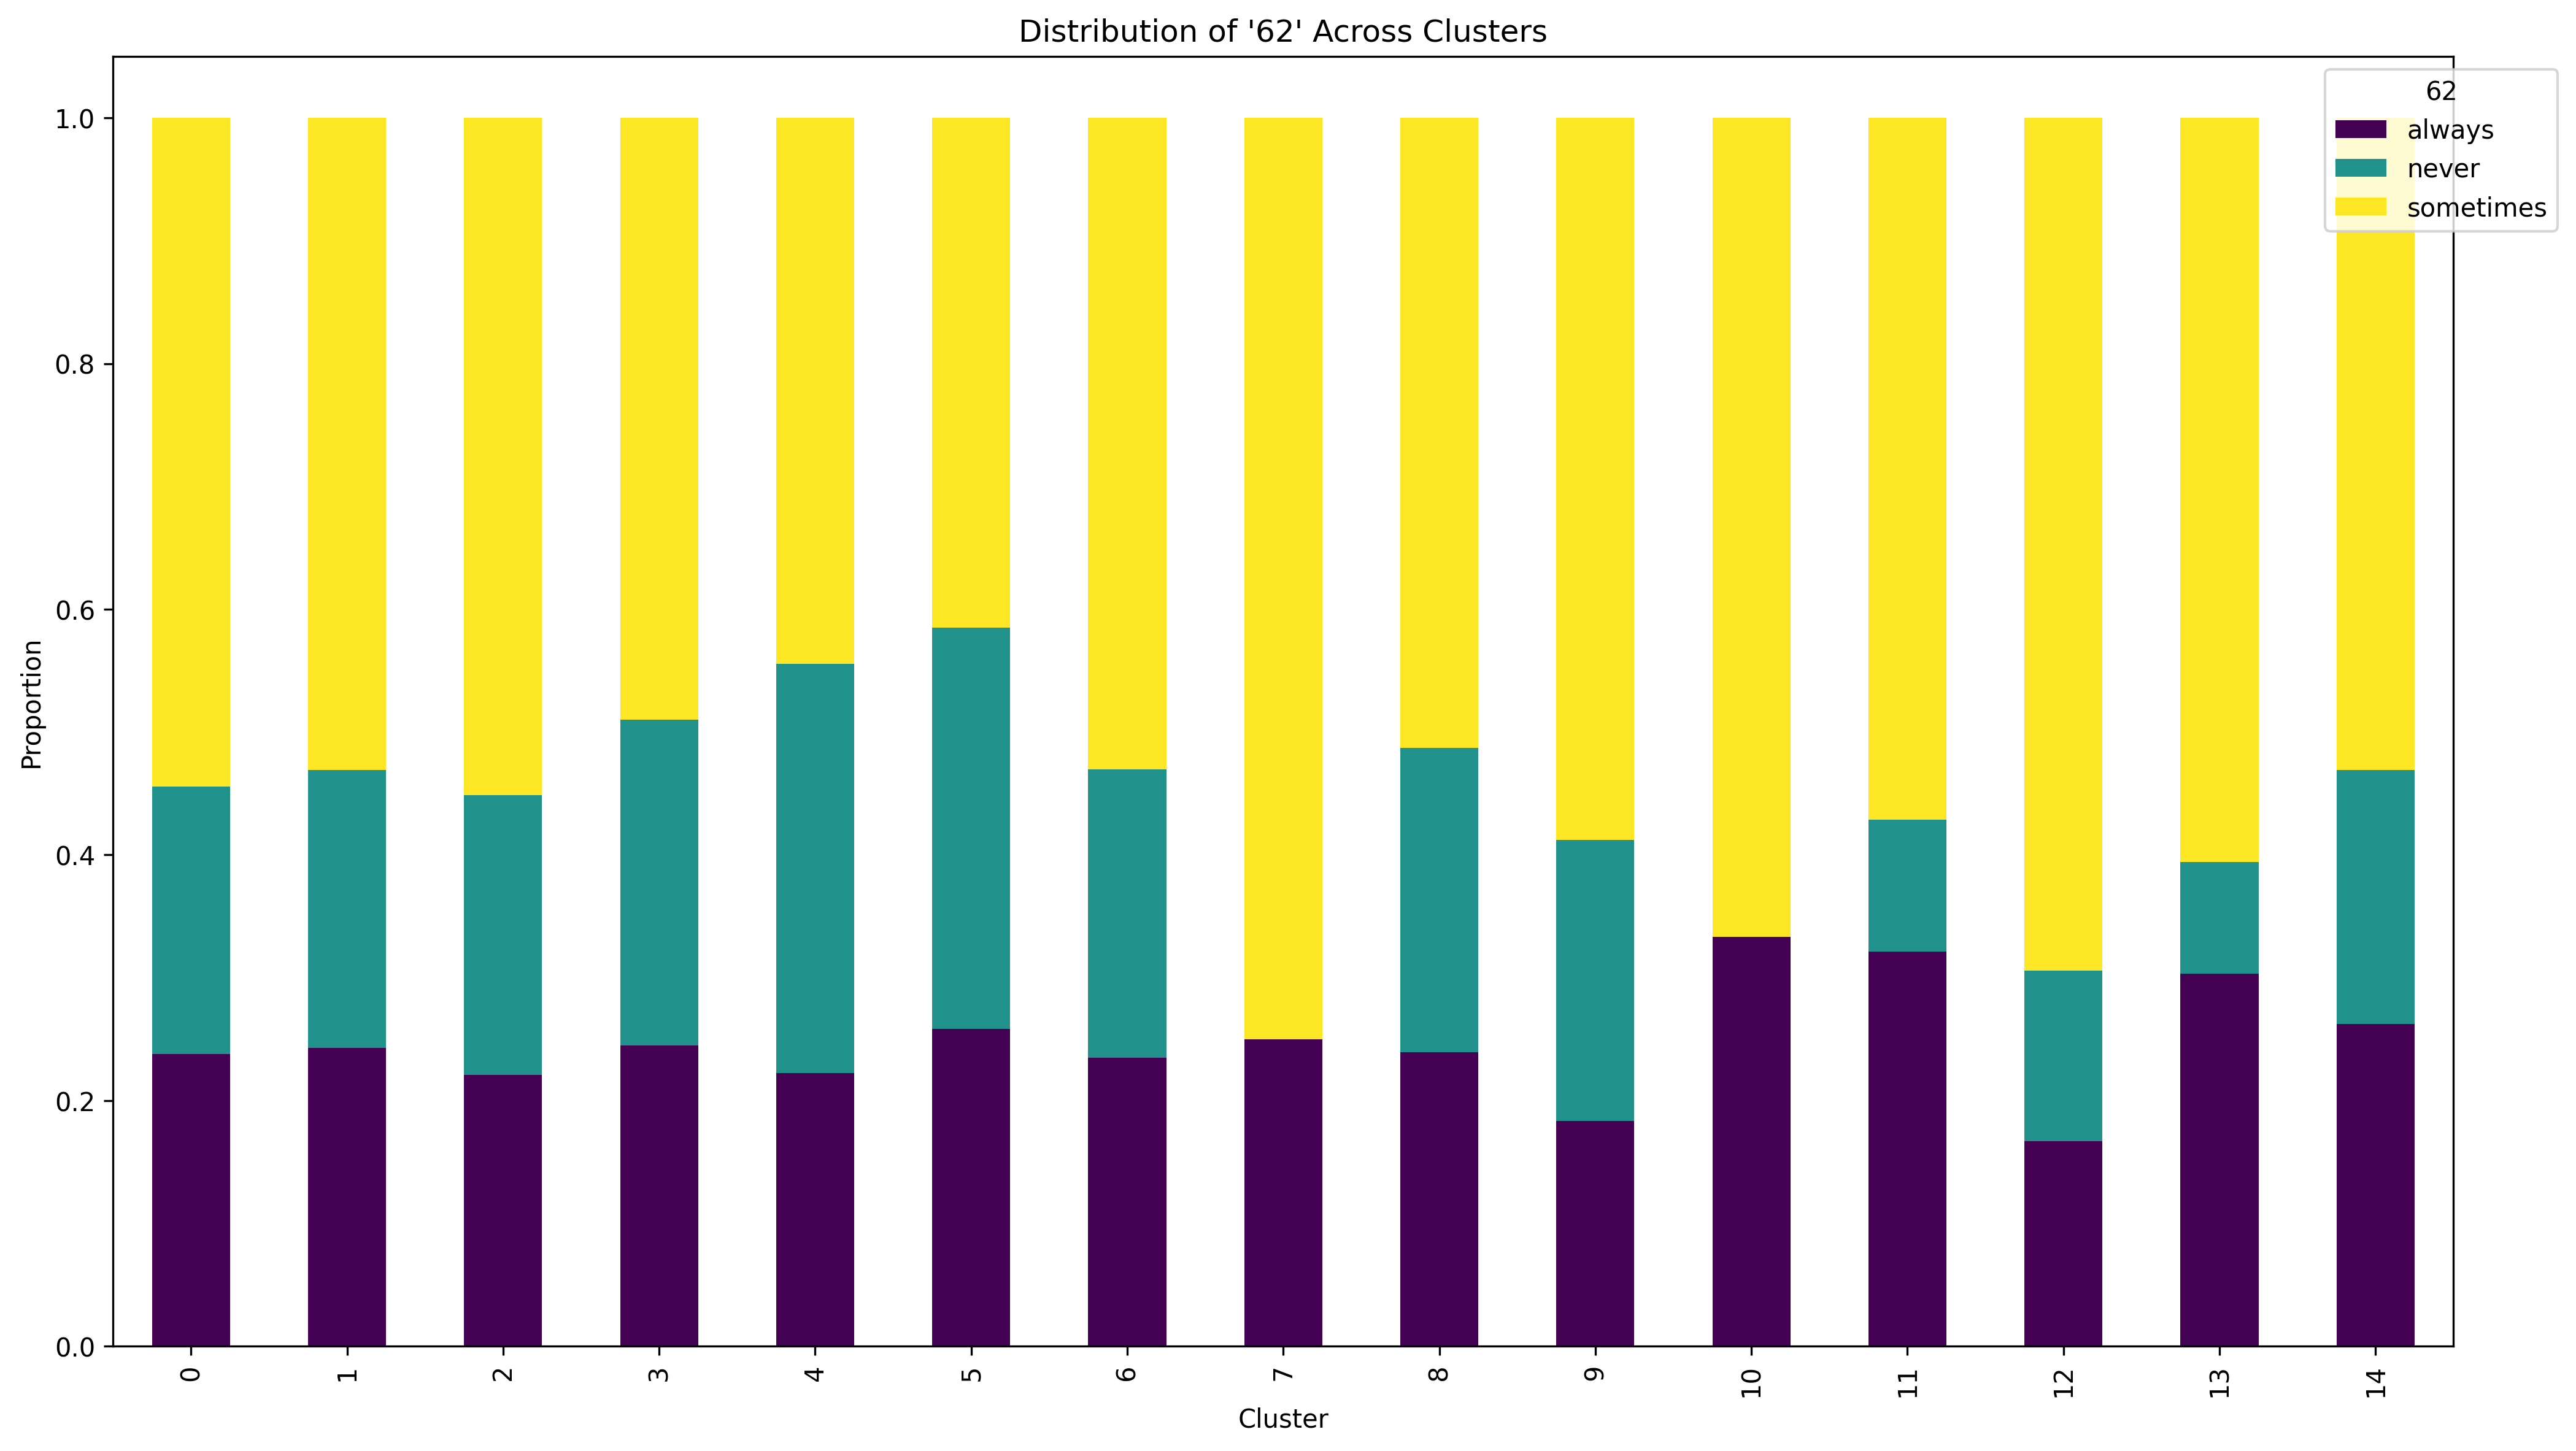 Distribution of '62' Across Clusters
62
always
never
sometimes
1.0
0.8
0.6
0.4
0.2
0.0
Proportion
0 1 2 3 4 5 6 7 8 9 10 11 12 13 14
Cluster